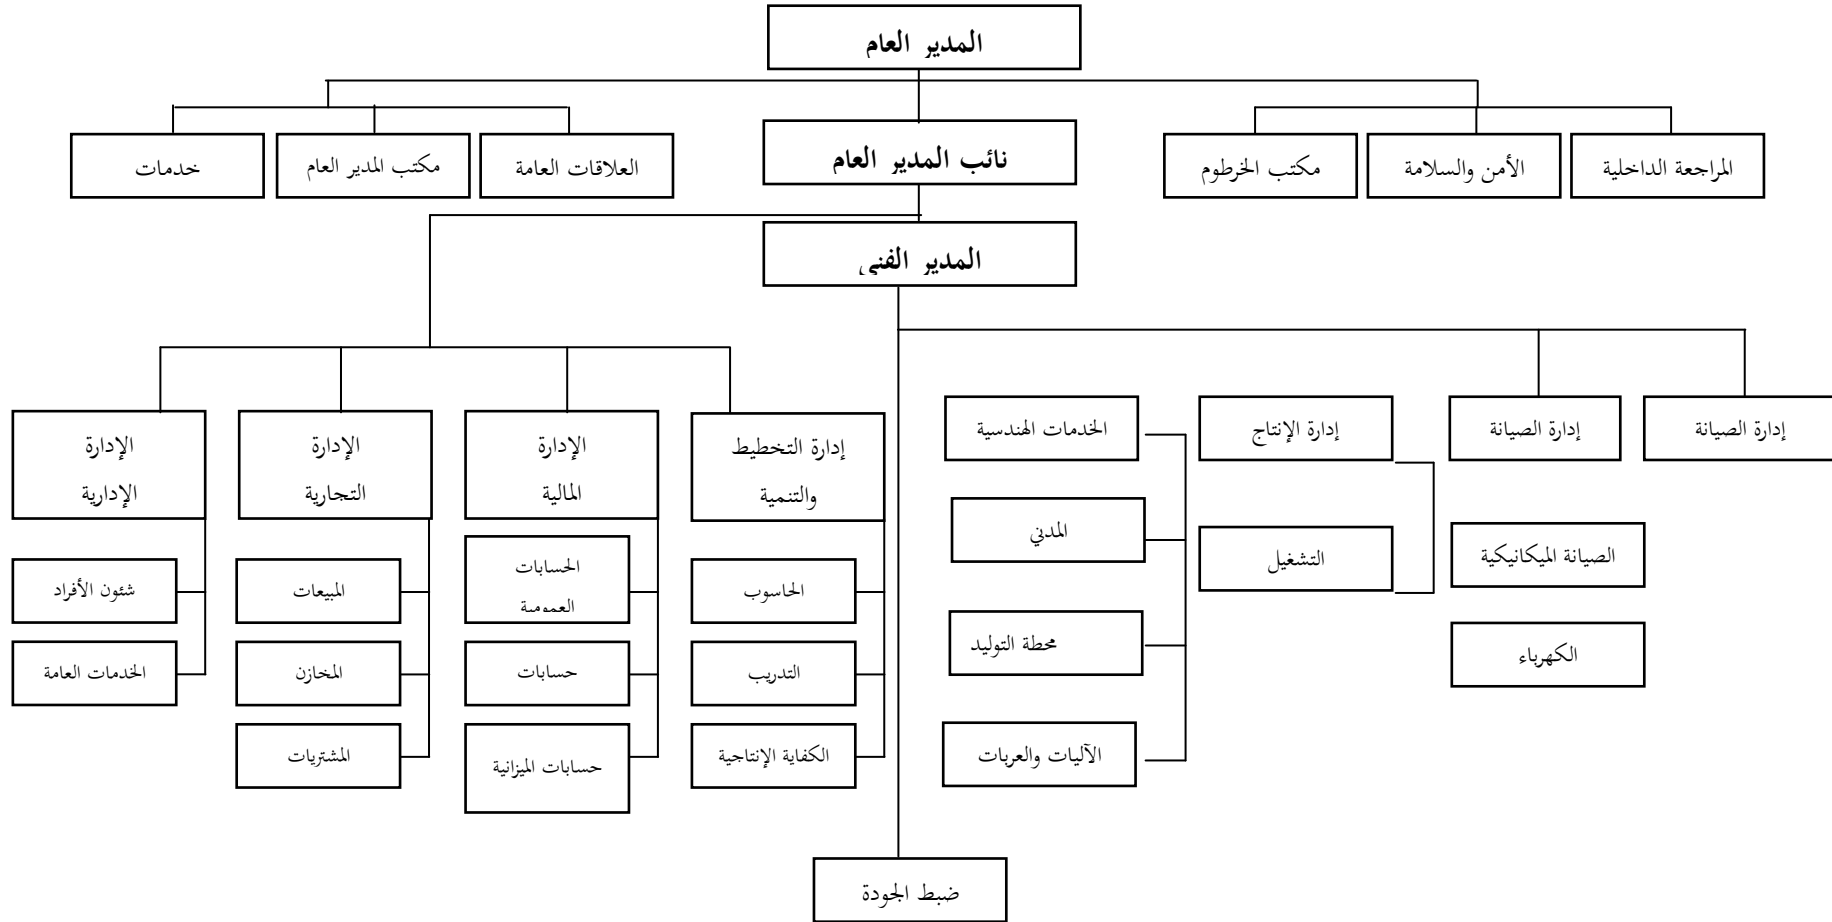 المدير العام
المراجعة الداخلية
الأمن والسلامة
مكتب الخرطوم
نائب المدير العام
العلاقات العامة
مكتب المدير العام
خدمات
المدير الفني
إدارة الصيانة
إدارة الصيانة
إدارة الإنتاج
الخدمات الهندسية
إدارة التخطيط
والتنمية
الإدارة
المالية
الإدارة
التجارية
الإدارة
الإدارية
الصيانة الميكانيكية
التشغيل
المدني
الحاسوب
الحسابات
العمومية
المبيعات
شئون الأفراد
الكهرباء
محطة التوليد
التدريب
حسابات
المخازن
الخدمات العامة
الآليات والعربات
الكفاية الإنتاجية
حسابات الميزانية
المشتريات
ضبط الجودة